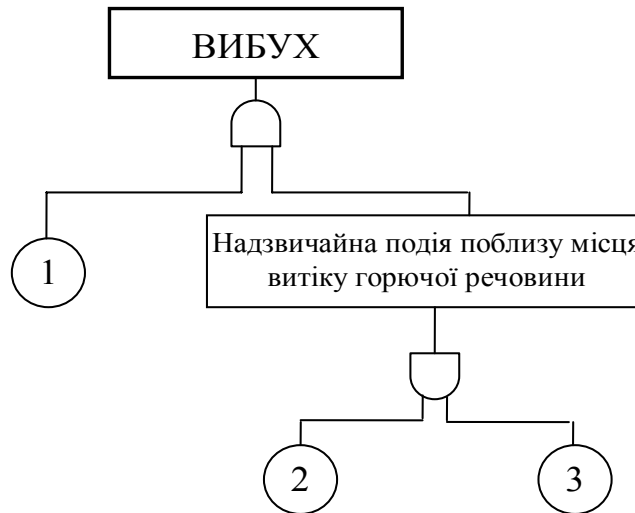 ВИБУХ
Надзвичайна подія поблизу місця
витіку горючої речовини
1
2
3